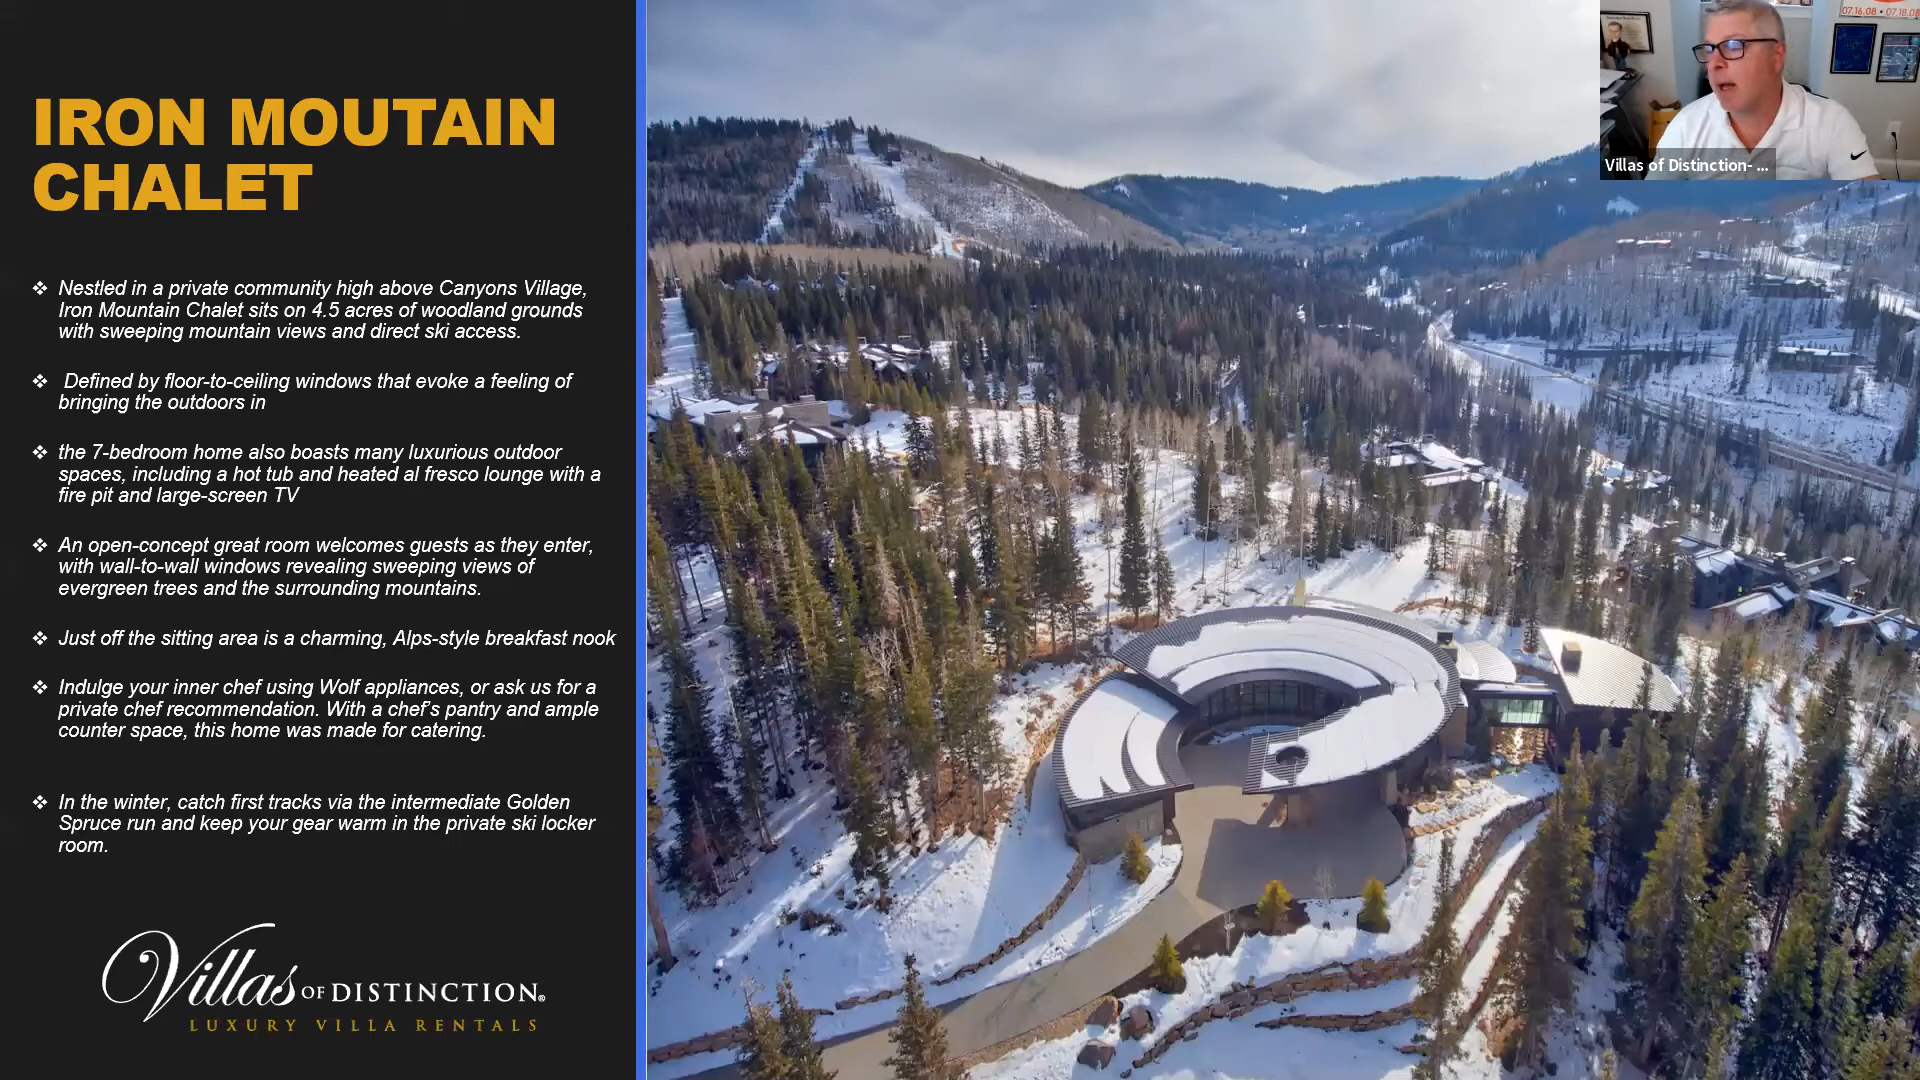 IRON MOUTAIN
CHALET
❖ Nestled in a private community high above Canyons Village,
Iron Mountain Chalet sits on 4.5 acres of woodland grounds
with sweeping mountain views and direct ski access.
❖ Defined by floor-to-ceiling windows that evoke a feeling of
bringing the outdoors in
❖ the 7-bedroom home also boasts many luxurious outdoor
spaces, including a hot tub and heated al fresco lounge with a
fire pit and large-screen TV
❖ An open-concept great room welcomes guests as they enter,
with wall-to-wall windows revealing sweeping views of
evergreen trees and the surrounding mountains.
❖ Just off the sitting area is a charming, Alps-style breakfast nook
❖ Indulge your inner chef using Wolf appliances, or ask us for a
private chef recommendation. With a chef's pantry and ample
counter space, this home was made for catering.
❖ In the winter, catch first tracks via the intermediate Golden
Spruce run and keep your gear warm in the private ski locker
room.
Villas OF DISTINCTION®
LUXURY VILLA RENTALS
07.16.08 • 07.18.08
Villas of Distinction- ...